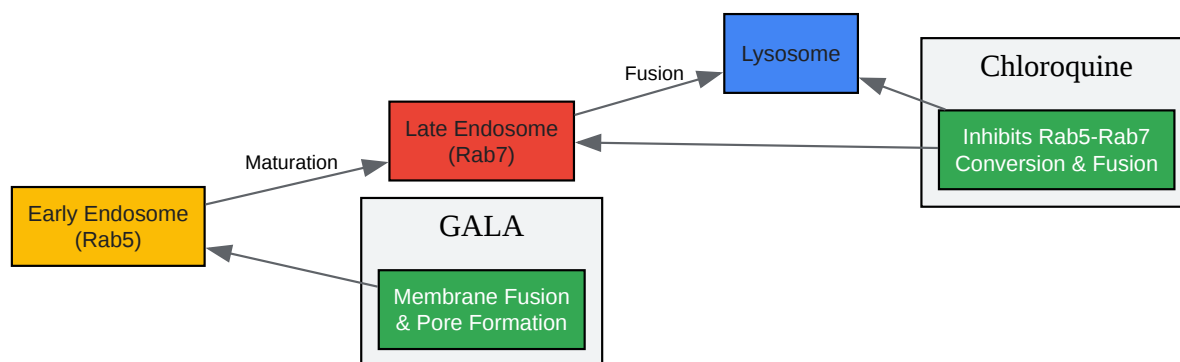 Lysosome
Chloroquine
Fusion
Inhibits Rab5-Rab7
Conversion & Fusion
Late Endosome
(Rab7)
Maturation
Early Endosome
(Rab5)
GALA
Membrane Fusion
& Pore Formation